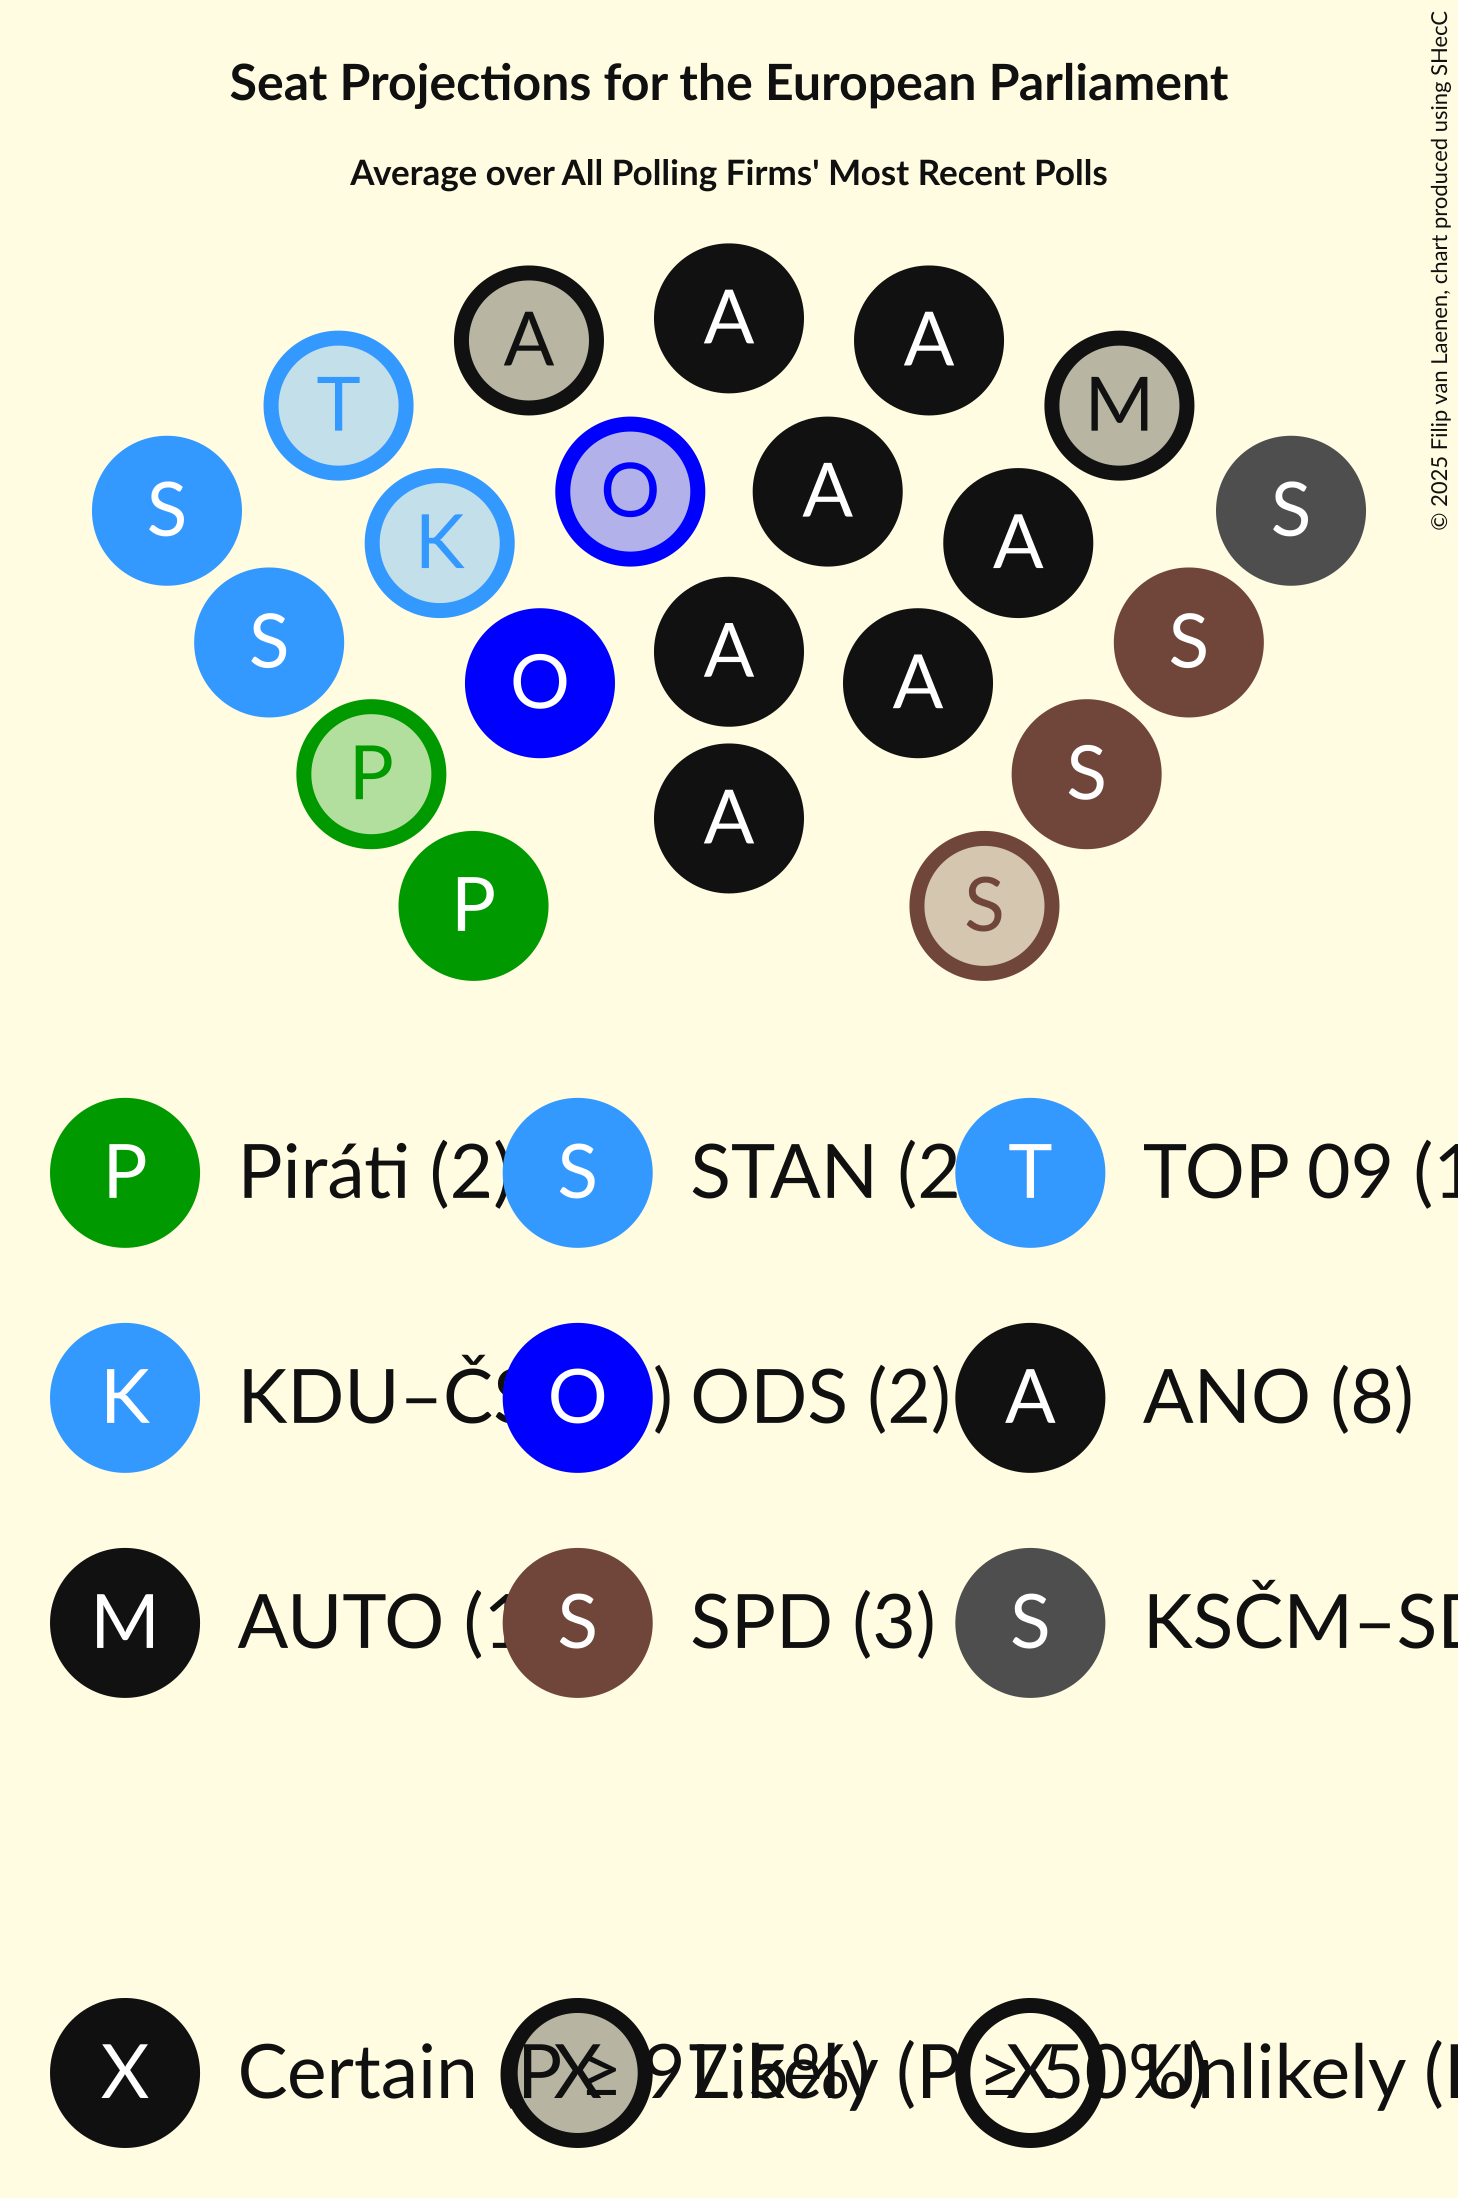 Seat Projections for the European Parliament
Average over All Polling Firms' Most Recent Polls
© 2025 Filip van Laenen, chart produced using SHecC
A
A A
T A M
S O A S
K A
S A S
O A
P S
A
P S
P Piráti (2) S STAN (2 T TOP 09 (1
K KDU–ČS ) O ODS (2) A ANO (8)
M AUTO (1 S SPD (3) S KSČM–SD
X Certain (P ≥ 97.5%) X Likely (P ≥ 50%) X Unlikely (